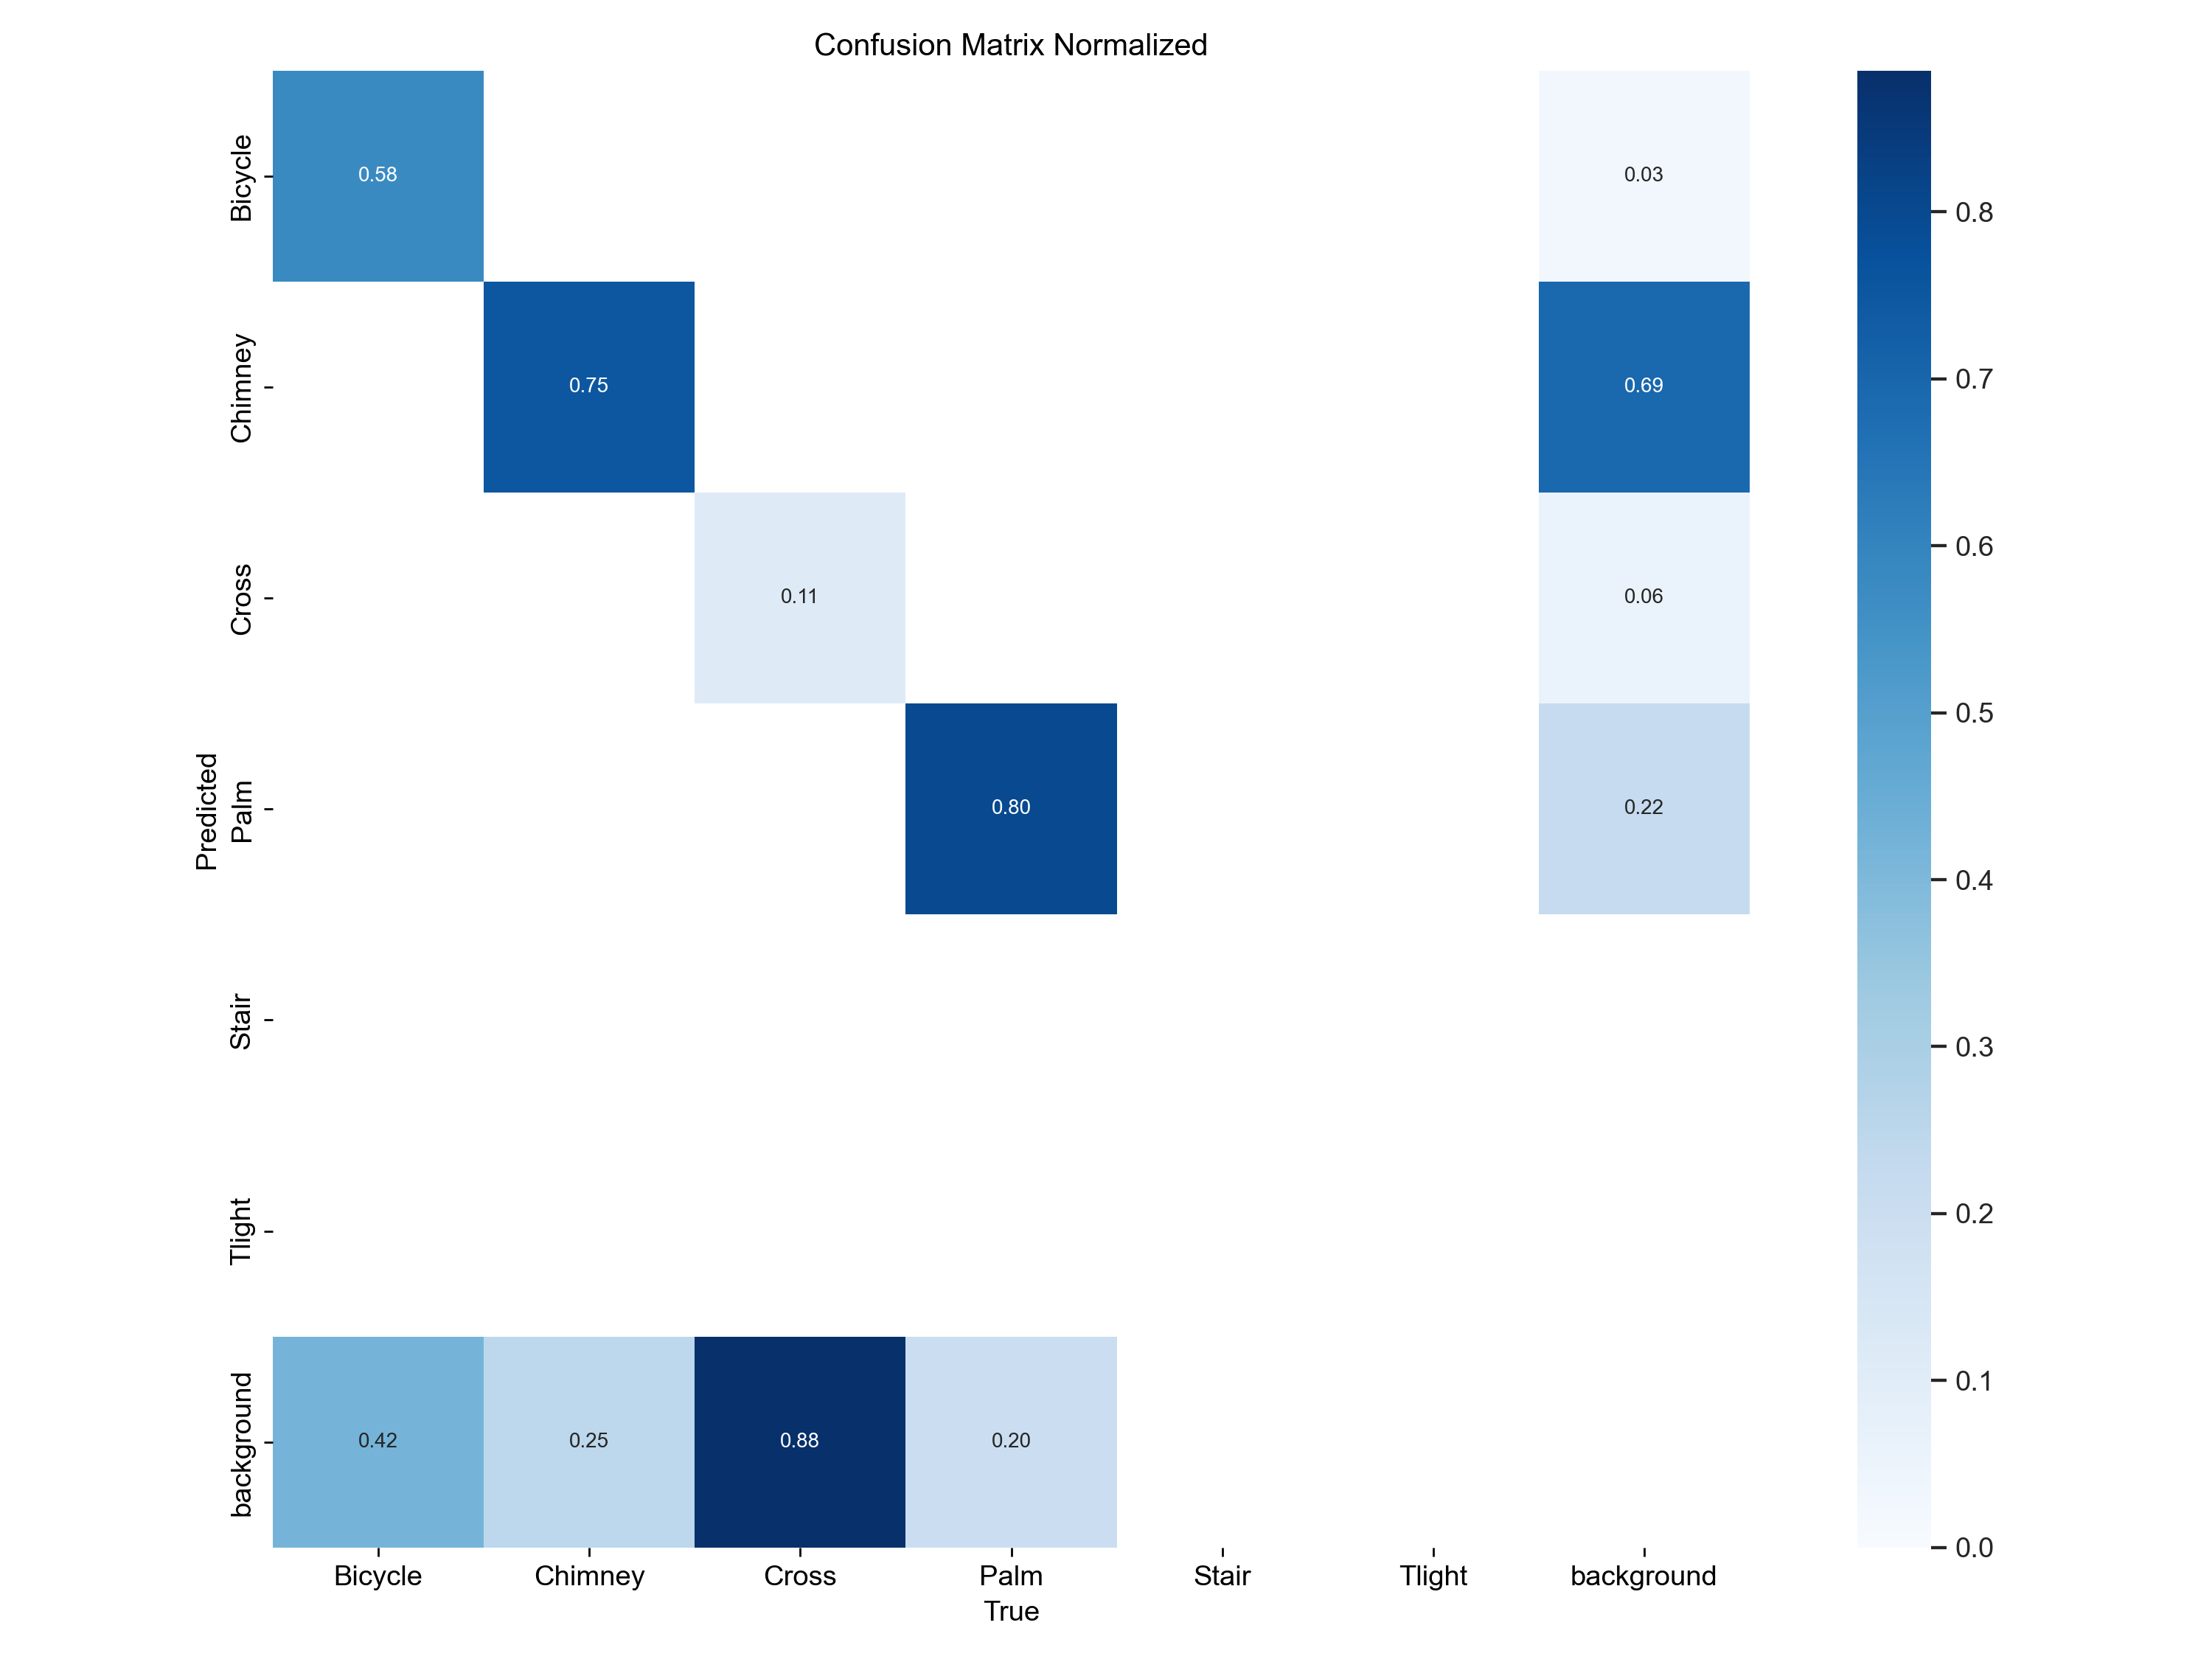 Confusion Matrix Normalized
Bicycle
0.58
0.03
0.8
Chimney
0.75
0.69
0.7
0.6
Cross
0.11
0.06
0.5
Predicted
Palm
0.80
0.22
0.4
Stair
0.3
Tlight
0.2
background
0.42
0.25
0.88
0.20
0.1
0.0
Bicycle
Chimney
Cross
Palm
Stair
Tlight
background
True